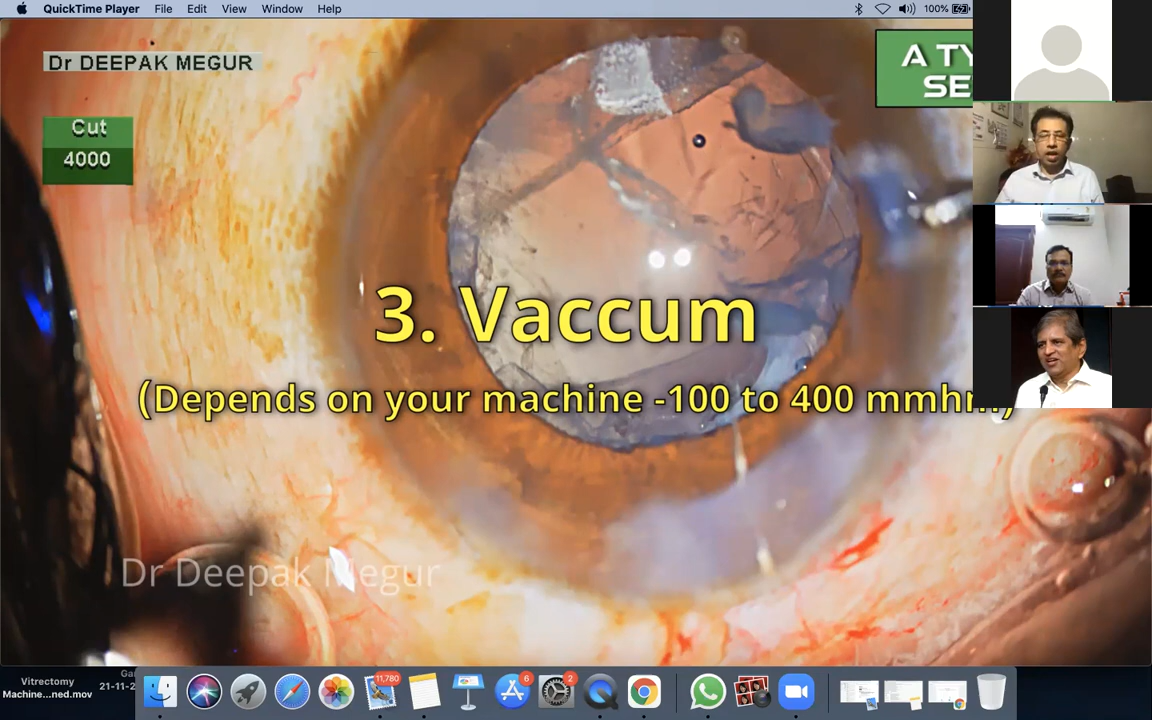 QuickTime Player File Edit View Window Help 100%
Dr DEEPAK MEGUR
A TY
SE
Cut
4000
3. Vaccum
(Depends on your machine -100 to 400 mmhm)
Dr Deepak Megur
11,780
6
2
Vitrectomy
Machine...ned.mov
Ga
21-11-2